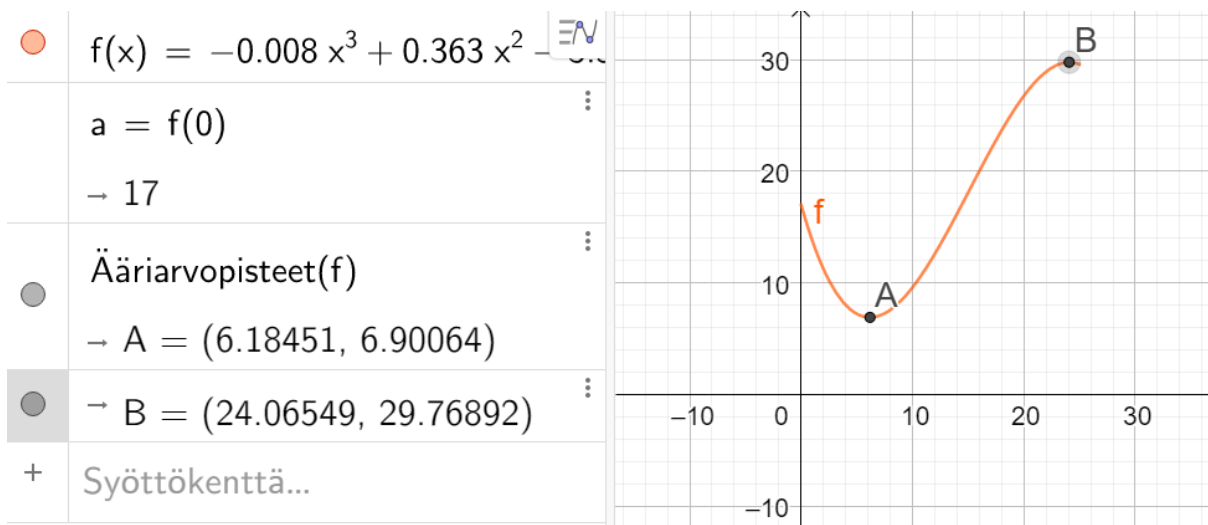 f(x) = −0.008 x³ + 0.363 x² −
a = f(0)
→ 17
Ääriarvopisteet(f)
→ A = (6.18451, 6.90064)
→ B = (24.06549, 29.76892)
+ Syöttökenttä...
B
30
20
f
10
A
−10 0 10 20 30
−10